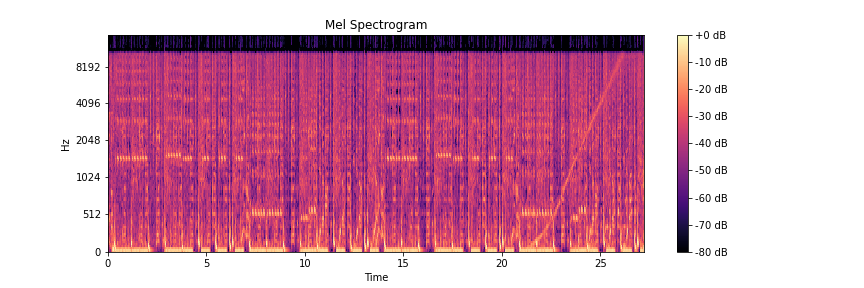 Mel Spectrogram
8192
4096
2048
1024
512
0
Hz
0 5 10 15 20 25
Time
+0 dB
-10 dB
-20 dB
-30 dB
-40 dB
-50 dB
-60 dB
-70 dB
-80 dB